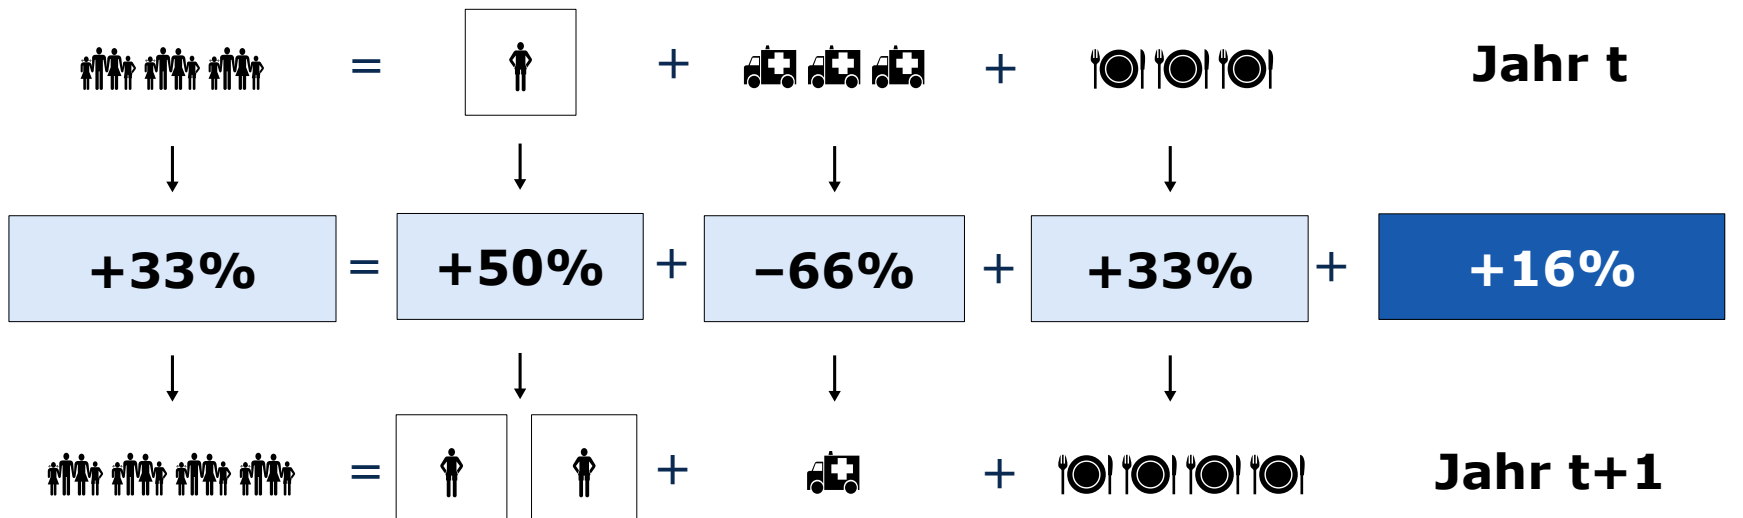 = + + Jahr t
+33% = +50% + –66% + +33% + +16%
= + + Jahr t+1